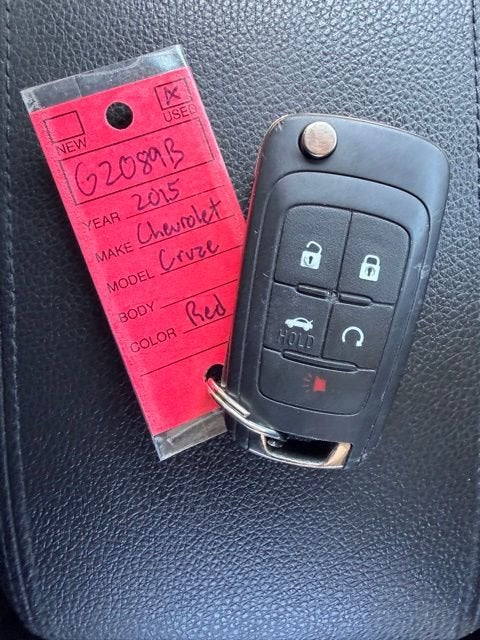 NEW
USED
G2089B
YEAR 2015
MAKE Chevrolet
MODEL Cruze
BODY
COLOR Red
HOLD